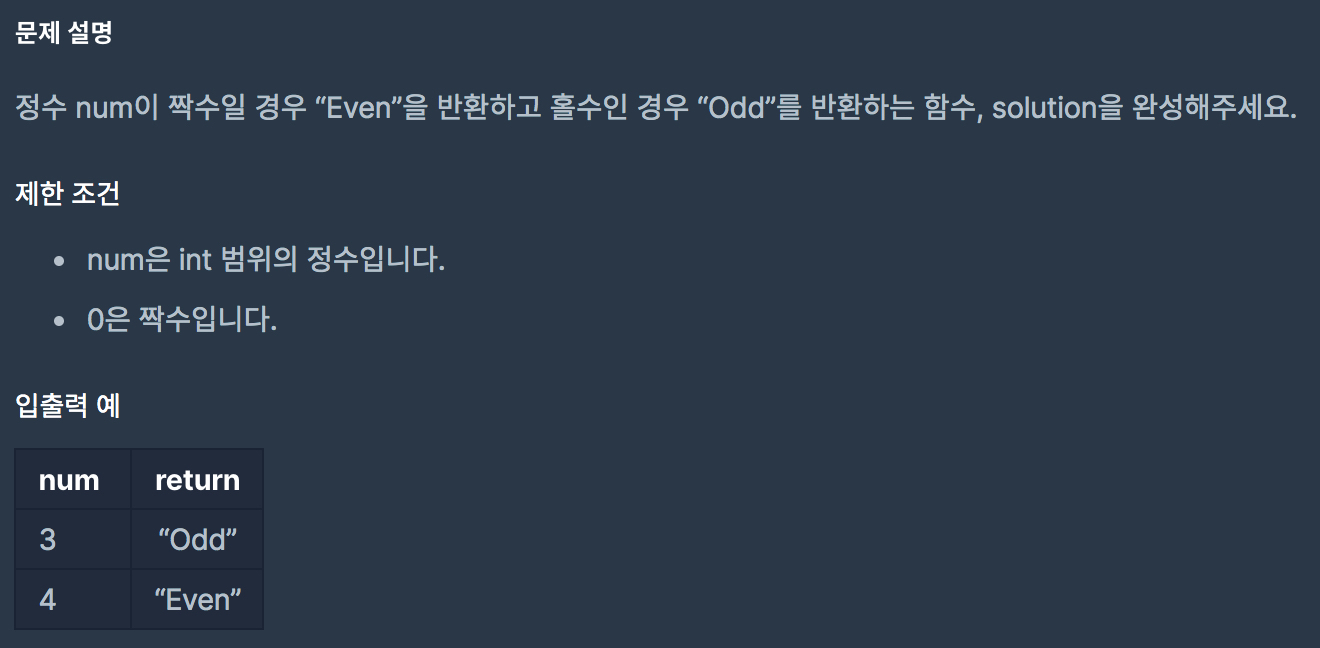 문제 설명
정수 num이 짝수일 경우 “Even”을 반환하고 홀수인 경우 “Odd”를 반환하는 함수, solution을 완성해주세요.
제한 조건
• num은 int 범위의 정수입니다.
• 0은 짝수입니다.
입출력 예
num return
3 “Odd”
4 “Even”